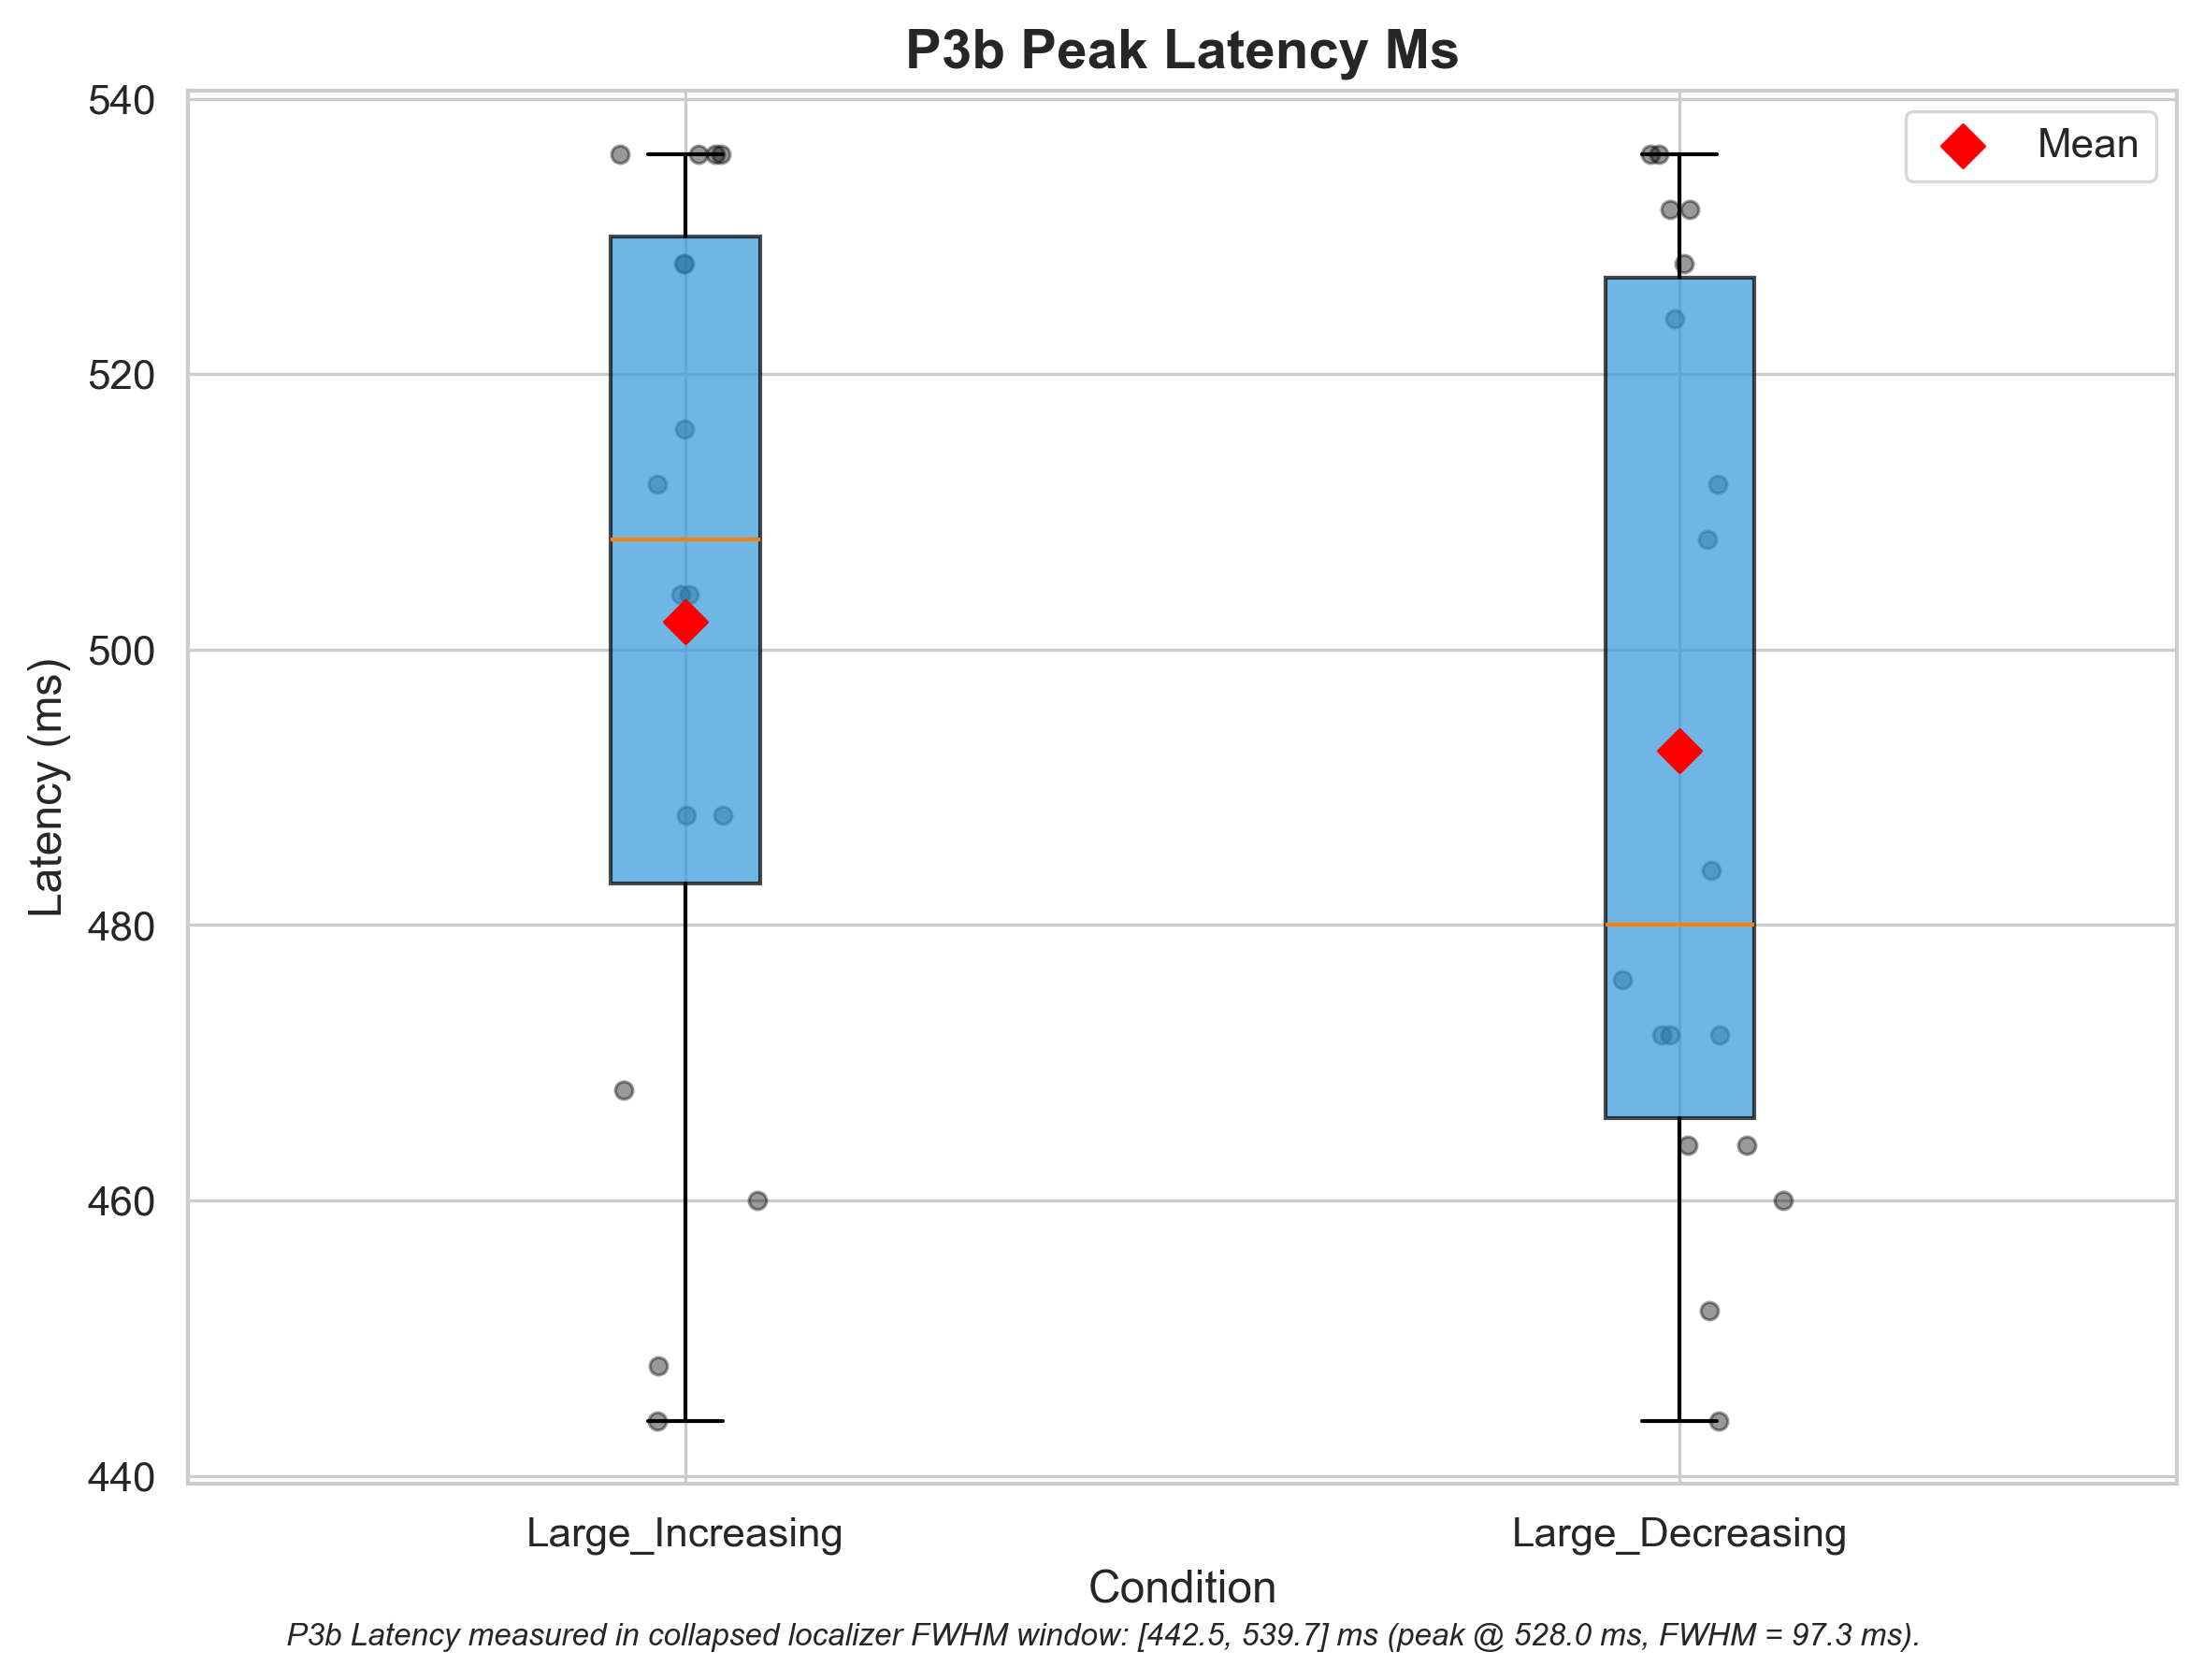 P3b Peak Latency Ms
540
520
500
480
460
440
Latency (ms)
Mean
Large_Increasing
Large_Decreasing
Condition
P3b Latency measured in collapsed localizer FWHM window: [442.5, 539.7] ms (peak @ 528.0 ms, FWHM = 97.3 ms).